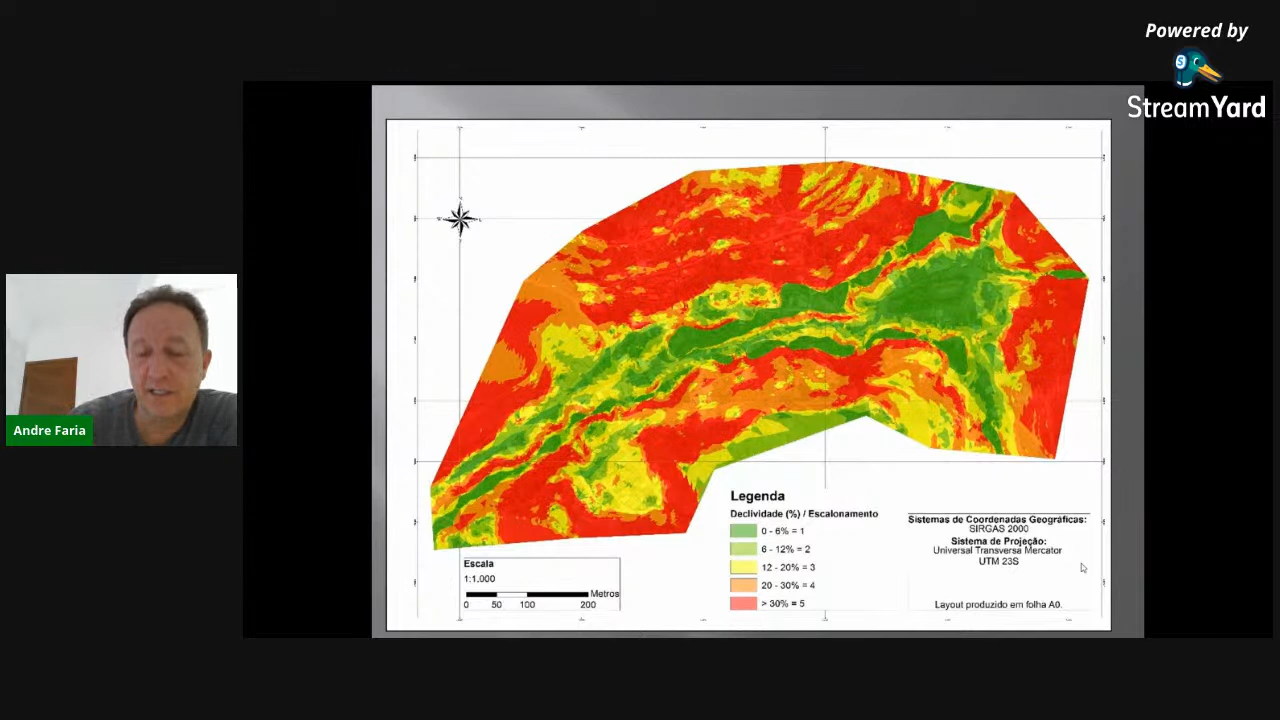 Powered by
StreamYard
Andre Faria
Legenda
Declividade (%) / Escalonamento
0 - 6% = 1
6 - 12% = 2
12 - 20% = 3
20 - 30% = 4
> 30% = 5
Escala
1:1.000
Metros
0 50 100 200
Sistemas de Coordenadas Geográficas:
SIRGAS 2000
Sistema de Projeção:
Universal Transversa Mercator
UTM 23S
Layout produzido em folha A0.